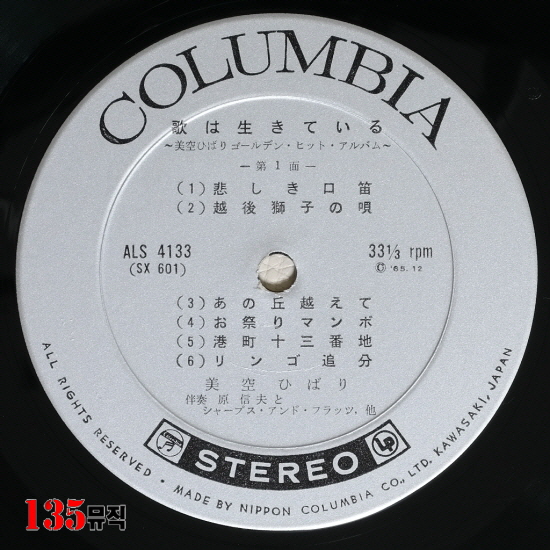 COLUMBIA
歌は生きている
~美空ひばりゴールデン・ヒット・アルバム~
—第1面—
(1) 悲しき口笛
(2) 越後獅子の唄
ALS 4133
(SX 601)
33 1/3 rpm
© '65.12
(3) あの丘越えて
(4) お祭りマンボ
(5) 港町十三番地
(6) リンゴ追分
美空ひばり
伴奏 原信夫と
シャープス・アンド・フラッツ, 他
STEREO
LP
ALL RIGHTS RESERVED. • MADE BY NIPPON COLUMBIA CO., LTD. KAWASAKI, JAPAN
135뮤직